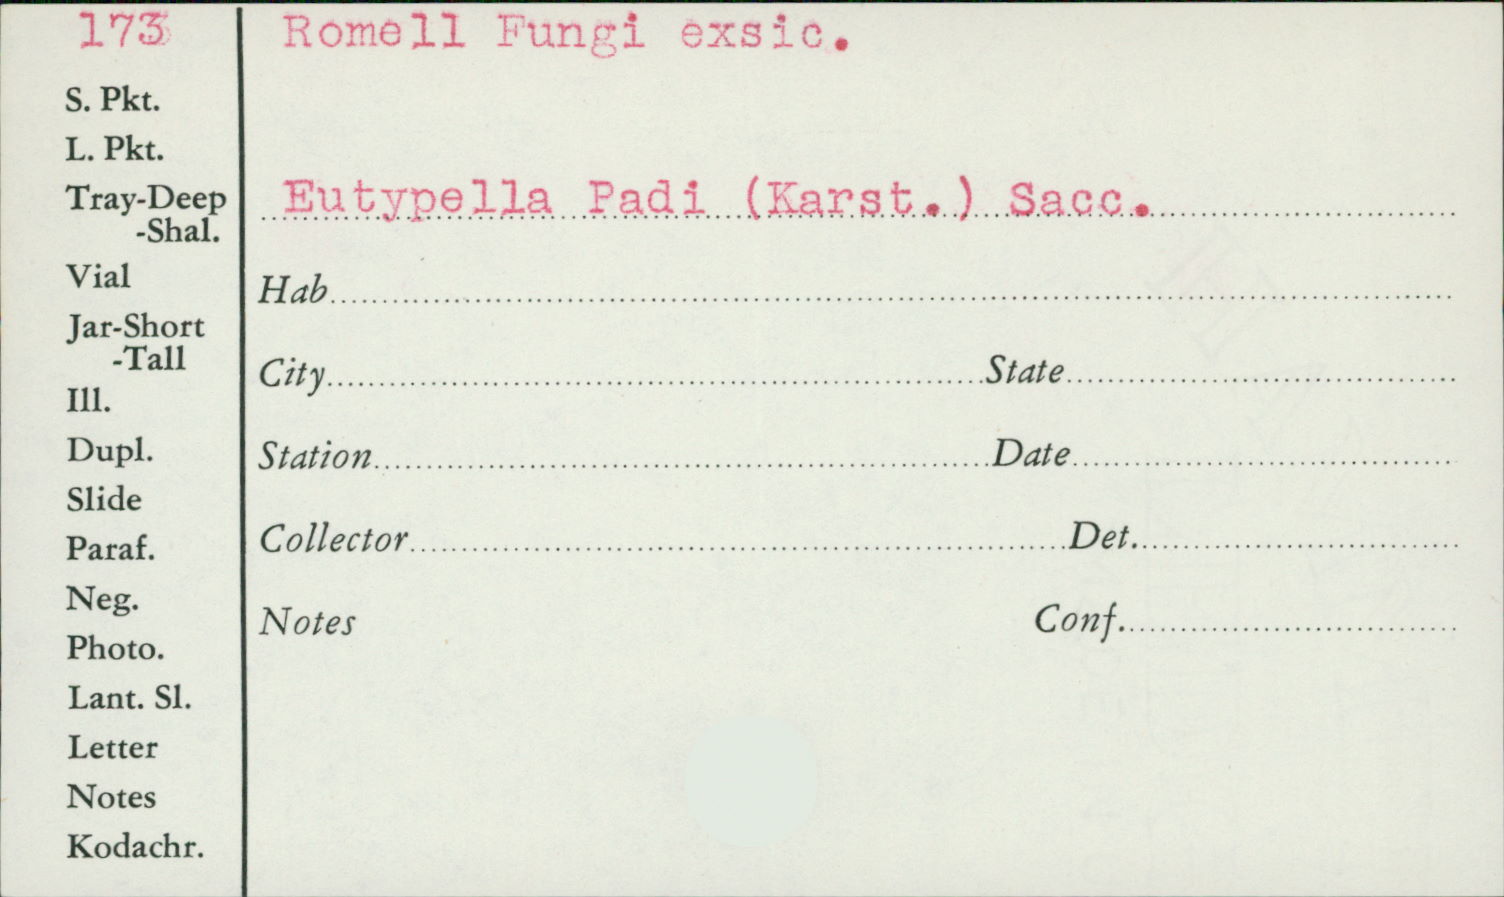 173
Romell Fungi exsic.
S. Pkt.
L. Pkt.
Tray-Deep
-Shal.
Eutypella Padi (Karst.) Sacc.
Vial
Hab
Jar-Short
-Tall
City State
Ill.
Dupl.
Station Date
Slide
Paraf.
Collector Det.
Neg.
Notes Conf.
Photo.
Lant. Sl.
Letter
Notes
Kodachr.